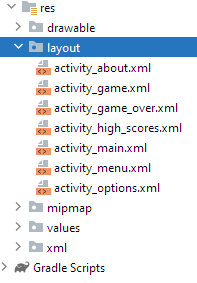 res
drawable
layout
activity_about.xml
activity_game.xml
activity_game_over.xml
activity_high_scores.xml
activity_main.xml
activity_menu.xml
activity_options.xml
mipmap
values
xml
Gradle Scripts